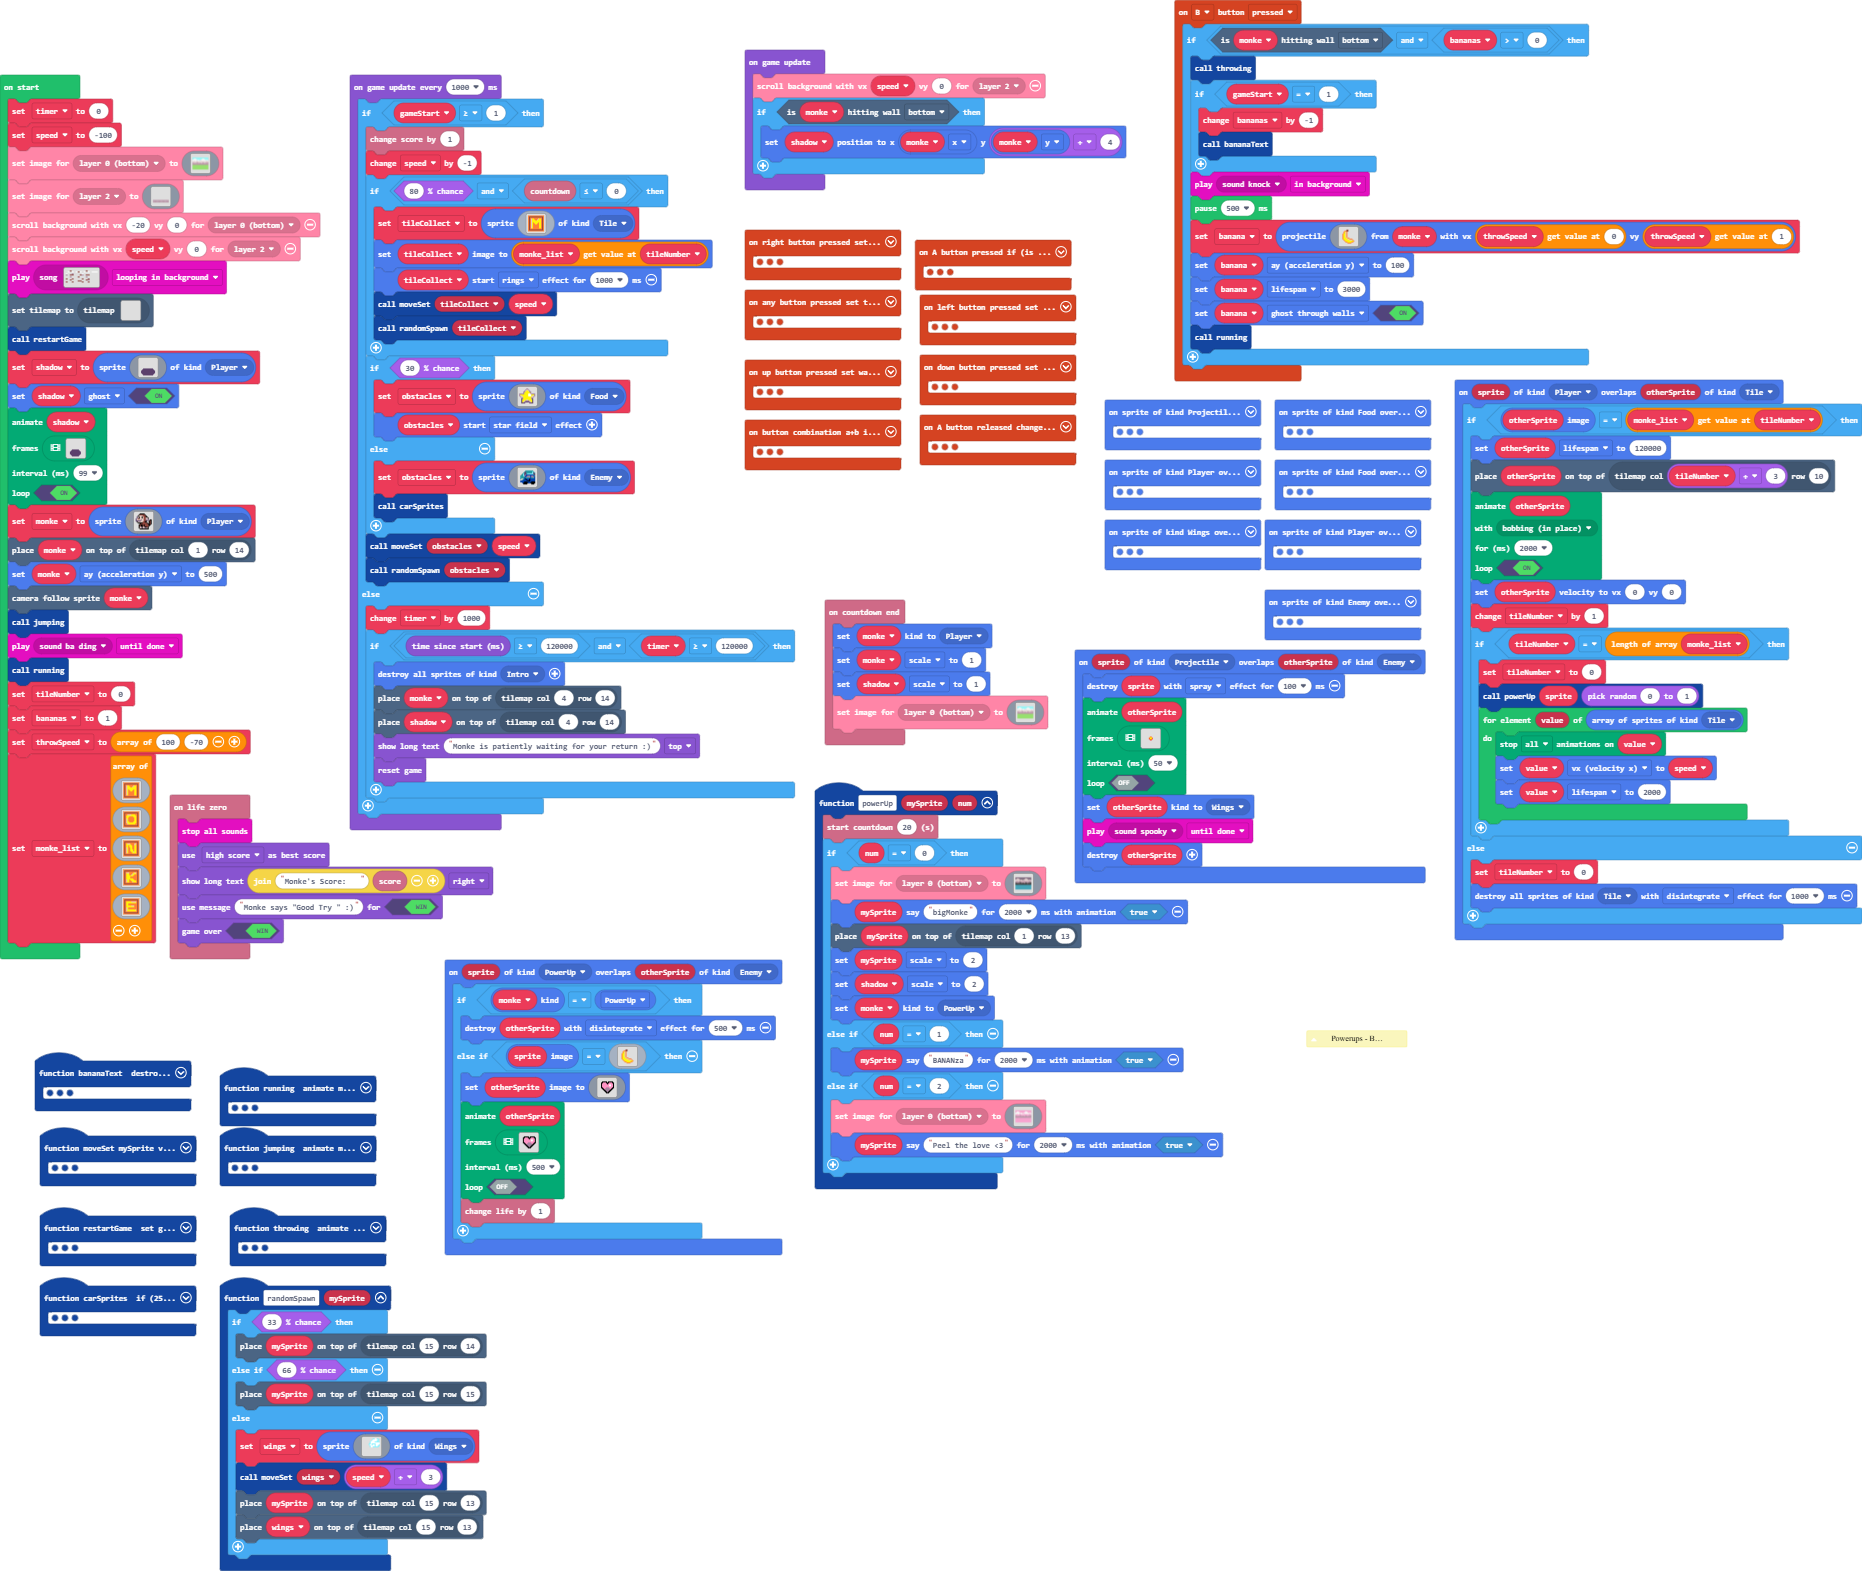 on start
set timer to 0
set speed to -100
set image for layer 0 (bottom) to
set image for layer 2 to
scroll background with vx -20 vy 0 for layer 0 (bottom)
scroll background with vx speed vy 0 for layer 2
play song looping in background
set tilemap to tilemap
call restartGame
set shadow to sprite of kind Player
set shadow ghost ON
animate shadow
frames
interval (ms) 99
loop ON
set monke to sprite of kind Player
place monke on top of tilemap col 1 row 14
set monke ay (acceleration y) to 500
camera follow sprite monke
call jumping
play sound ba ding until done
call running
set tileNumber to 0
set bananas to 1
set throwSpeed to array of 100 -70
set monke_list to array of
M
O
N
K
E
on life zero
stop all sounds
use high score as best score
show long text join "Monke's Score: " score right
use message "Monke says "Good Try " :)" for WIN
game over WIN
on game update every 1000 ms
if gameStart ≥ 1 then
change score by 1
change speed by -1
if 80 % chance and countdown ≤ 0 then
set tileCollect to sprite M of kind Tile
set tileCollect image to monke_list get value at tileNumber
tileCollect start rings effect for 1000 ms
call moveSet tileCollect speed
call randomSpawn tileCollect
if 30 % chance then
set obstacles to sprite of kind Food
obstacles start star field effect
else
set obstacles to sprite of kind Enemy
call carSprites
call moveSet obstacles speed
call randomSpawn obstacles
else
change timer by 1000
if time since start (ms) ≥ 120000 and timer ≥ 120000 then
destroy all sprites of kind Intro
place monke on top of tilemap col 4 row 14
place shadow on top of tilemap col 4 row 14
show long text "Monke is patiently waiting for your return :)" top
reset game
on game update
scroll background with vx speed vy 0 for layer 2
if is monke hitting wall bottom then
set shadow position to x monke x y monke y + 4
on right button pressed set...
on A button pressed if (is ...
on any button pressed set t...
on left button pressed set ...
on up button pressed set wa...
on down button pressed set ...
on button combination a+b i...
on A button released change...
on B button pressed
if is monke hitting wall bottom and bananas > 0 then
call throwing
if gameStart = 1 then
change bananas by -1
call bananaText
play sound knock in background
pause 500 ms
set banana to projectile from monke with vx throwSpeed get value at 0 vy throwSpeed get value at 1
set banana ay (acceleration y) to 100
set banana lifespan to 3000
set banana ghost through walls ON
call running
on sprite of kind Projectil...
on sprite of kind Food over...
on sprite of kind Player ov...
on sprite of kind Food over...
on sprite of kind Wings ove...
on sprite of kind Player ov...
on sprite of kind Enemy ove...
on sprite of kind Player overlaps otherSprite of kind Tile
if otherSprite image = monke_list get value at tileNumber then
set otherSprite lifespan to 120000
place otherSprite on top of tilemap col tileNumber + 3 row 10
animate otherSprite
with bobbing (in place)
for (ms) 2000
loop ON
set otherSprite velocity to vx 0 vy 0
change tileNumber by 1
if tileNumber = length of array monke_list then
set tileNumber to 0
call powerUp sprite pick random 0 to 1
for element value of array of sprites of kind Tile
do stop all animations on value
set value vx (velocity x) to speed
set value lifespan to 2000
else
set tileNumber to 0
destroy all sprites of kind Tile with disintegrate effect for 1000 ms
on countdown end
set monke kind to Player
set monke scale to 1
set shadow scale to 1
set image for layer 0 (bottom) to
on sprite of kind Projectile overlaps otherSprite of kind Enemy
destroy sprite with spray effect for 100 ms
animate otherSprite
frames
interval (ms) 50
loop OFF
set otherSprite kind to Wings
play sound spooky until done
destroy otherSprite
function powerUp mySprite num
start countdown 20 (s)
if num = 0 then
set image for layer 0 (bottom) to
mySprite say "bigMonke" for 2000 ms with animation true
place mySprite on top of tilemap col 1 row 13
set mySprite scale to 2
set shadow scale to 2
set monke kind to PowerUp
else if num = 1 then
mySprite say "BANANza" for 2000 ms with animation true
else if num = 2 then
set image for layer 0 (bottom) to
mySprite say "Peel the love <3" for 2000 ms with animation true
Powerups - B...
on sprite of kind PowerUp overlaps otherSprite of kind Enemy
if monke kind = PowerUp then
destroy otherSprite with disintegrate effect for 500 ms
else if sprite image = then
set otherSprite image to
animate otherSprite
frames
interval (ms) 500
loop OFF
change life by 1
function bananaText destro...
function running animate m...
function moveSet mySprite v...
function jumping animate m...
function restartGame set g...
function throwing animate ...
function carSprites if (25...
function randomSpawn mySprite
if 33 % chance then
place mySprite on top of tilemap col 15 row 14
else if 66 % chance then
place mySprite on top of tilemap col 15 row 15
else
set wings to sprite of kind Wings
call moveSet wings speed + 3
place mySprite on top of tilemap col 15 row 13
place wings on top of tilemap col 15 row 13